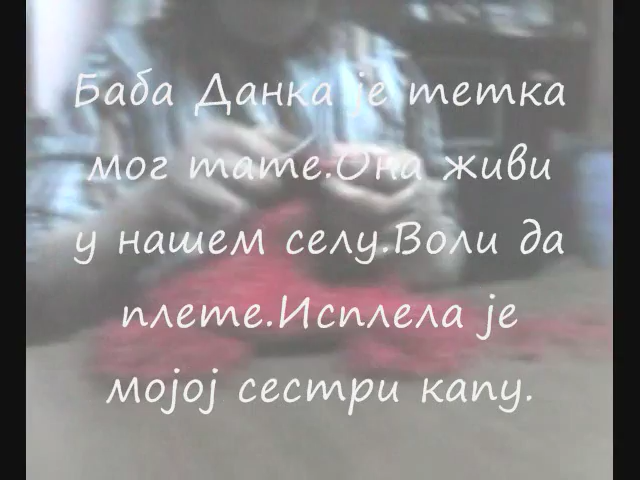 Баба Данка је тетка
мог тате.Она живи
у нашем селу.Воли да
плете.Исплела је
мојој сестри капу.